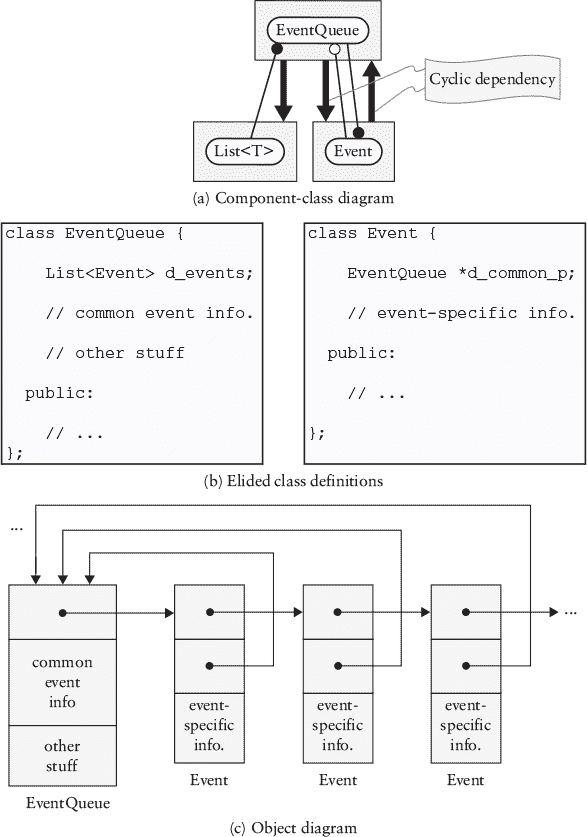 EventQueue
Cyclic dependency
List<T>
Event
(a) Component-class diagram
class EventQueue {
List<Event> d_events;
// common event info.
// other stuff
public:
// ...
};
class Event {
EventQueue *d_common_p;
// event-specific info.
public:
// ...
};
(b) Elided class definitions
...
...
common
event
info
other
stuff
EventQueue
event-
specific
info.
Event
event-
specific
info.
Event
event-
specific
info.
Event
(c) Object diagram